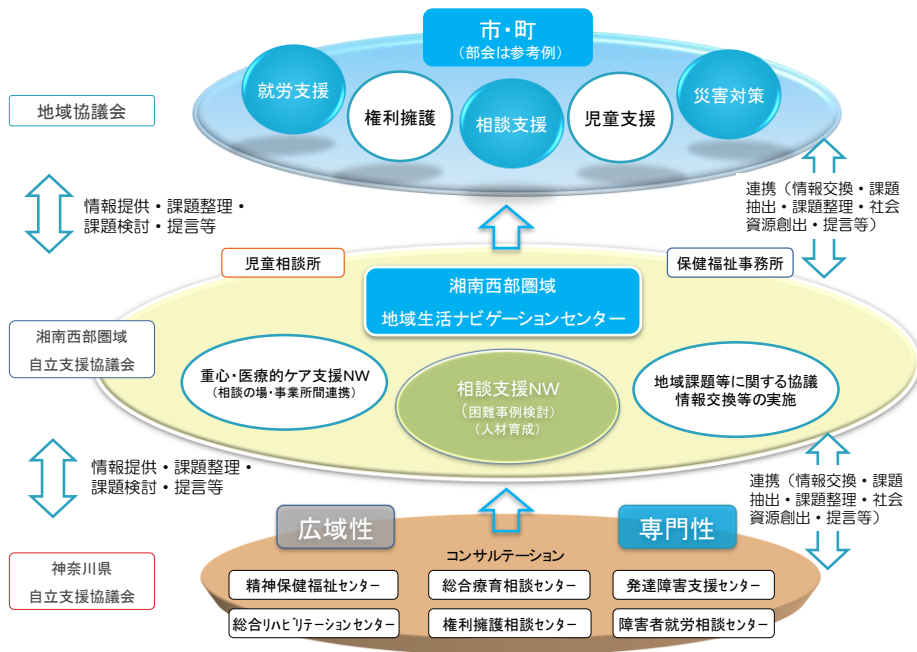 市・町
(部会は参考例)
就労支援
権利擁護
相談支援
児童支援
災害対策
地域協議会
情報提供・課題整理・
課題検討・提言等
連携（情報交換・課題
抽出・課題整理・社会
資源創出・提言等）
児童相談所
保健福祉事務所
湘南西部圏域
地域生活ナビゲーションセンター
湘南西部圏域
自立支援協議会
重心・医療的ケア支援NW
(相談の場・事業所間連携)
相談支援NW
(困難事例検討)
(人材育成)
地域課題等に関する協議
情報交換等の実施
情報提供・課題整理・
課題検討・提言等
連携（情報交換・課題
抽出・課題整理・社会
資源創出・提言等）
広域性
専門性
コンサルテーション
神奈川県
自立支援協議会
精神保健福祉センター
総合療育相談センター
発達障害支援センター
総合リハビリテーションセンター
権利擁護相談センター
障害者就労相談センター